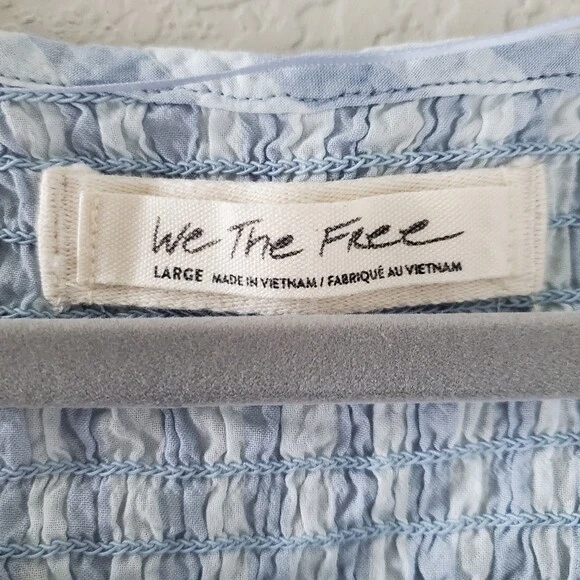 We The Free
LARGE MADE IN VIETNAM / FABRIQUÉ AU VIETNAM